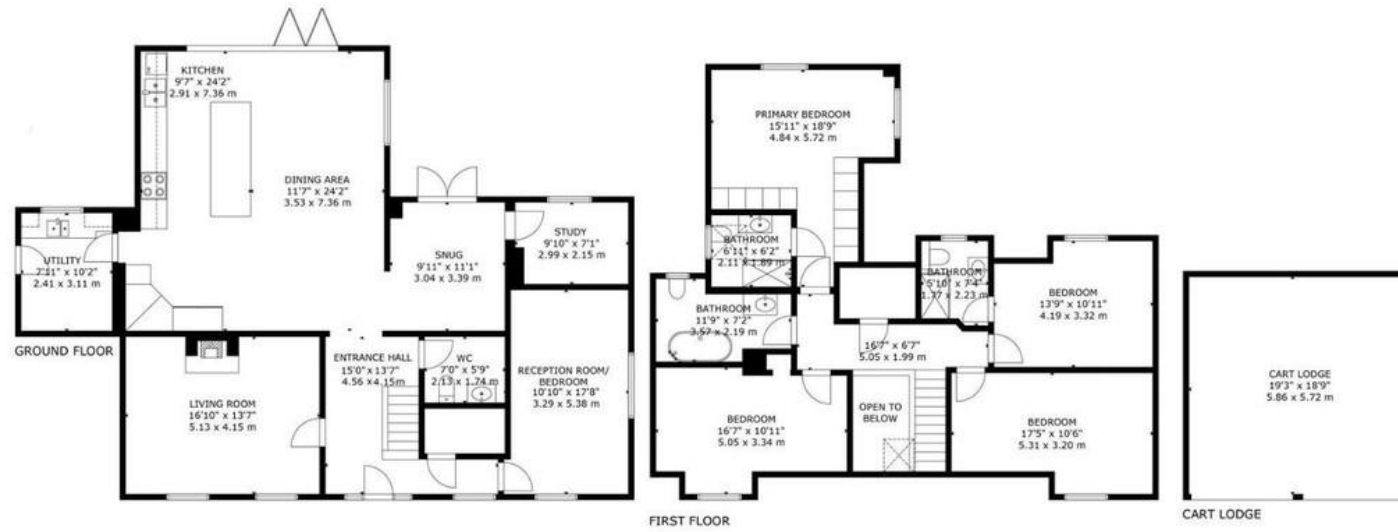 KITCHEN
9'7" x 24'2"
2.91 x 7.36 m
DINING AREA
11'7" x 24'2"
3.53 x 7.36 m
UTILITY
7'11" x 10'2"
2.41 x 3.11 m
SNUG
9'11" x 11'1"
3.04 x 3.39 m
STUDY
9'10" x 7'1"
2.99 x 2.15 m
GROUND FLOOR
LIVING ROOM
16'10" x 13'7"
5.13 x 4.15 m
ENTRANCE HALL
15'0" x 13'7"
4.56 x 4.15 m
WC
7'0" x 5'9"
2.13 x 1.74 m
RECEPTION ROOM/
BEDROOM
10'10" x 17'8"
3.29 x 5.38 m
PRIMARY BEDROOM
15'11" x 18'9"
4.84 x 5.72 m
BATHROOM
6'11" x 6'2"
2.11 x 1.89 m
BATHROOM
11'9" x 7'2"
3.57 x 2.19 m
BATHROOM
5'10" x 7'4"
1.77 x 2.23 m
BEDROOM
13'9" x 10'11"
4.19 x 3.32 m
16'7" x 6'7"
5.05 x 1.99 m
BEDROOM
16'7" x 10'11"
5.05 x 3.34 m
OPEN TO
BELOW
BEDROOM
17'5" x 10'6"
5.31 x 3.20 m
FIRST FLOOR
CART LODGE
19'3" x 18'9"
5.86 x 5.72 m
CART LODGE